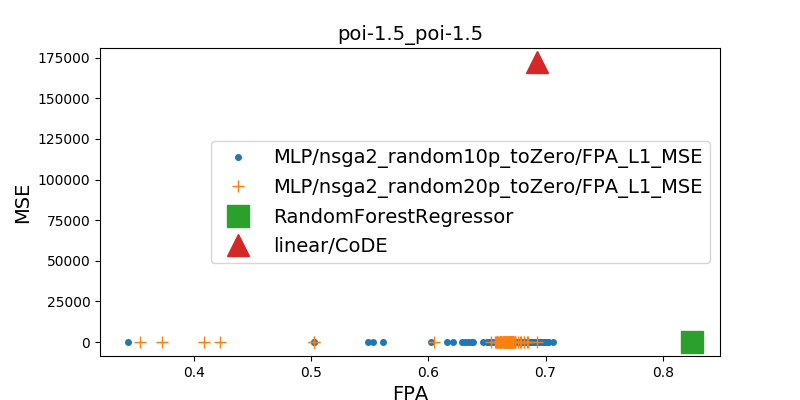 poi-1.5_poi-1.5
MSE
175000
150000
125000
100000
75000
50000
25000
0
MLP/nsga2_random10p_toZero/FPA_L1_MSE
MLP/nsga2_random20p_toZero/FPA_L1_MSE
RandomForestRegressor
linear/CoDE
0.4 0.5 0.6 0.7 0.8
FPA